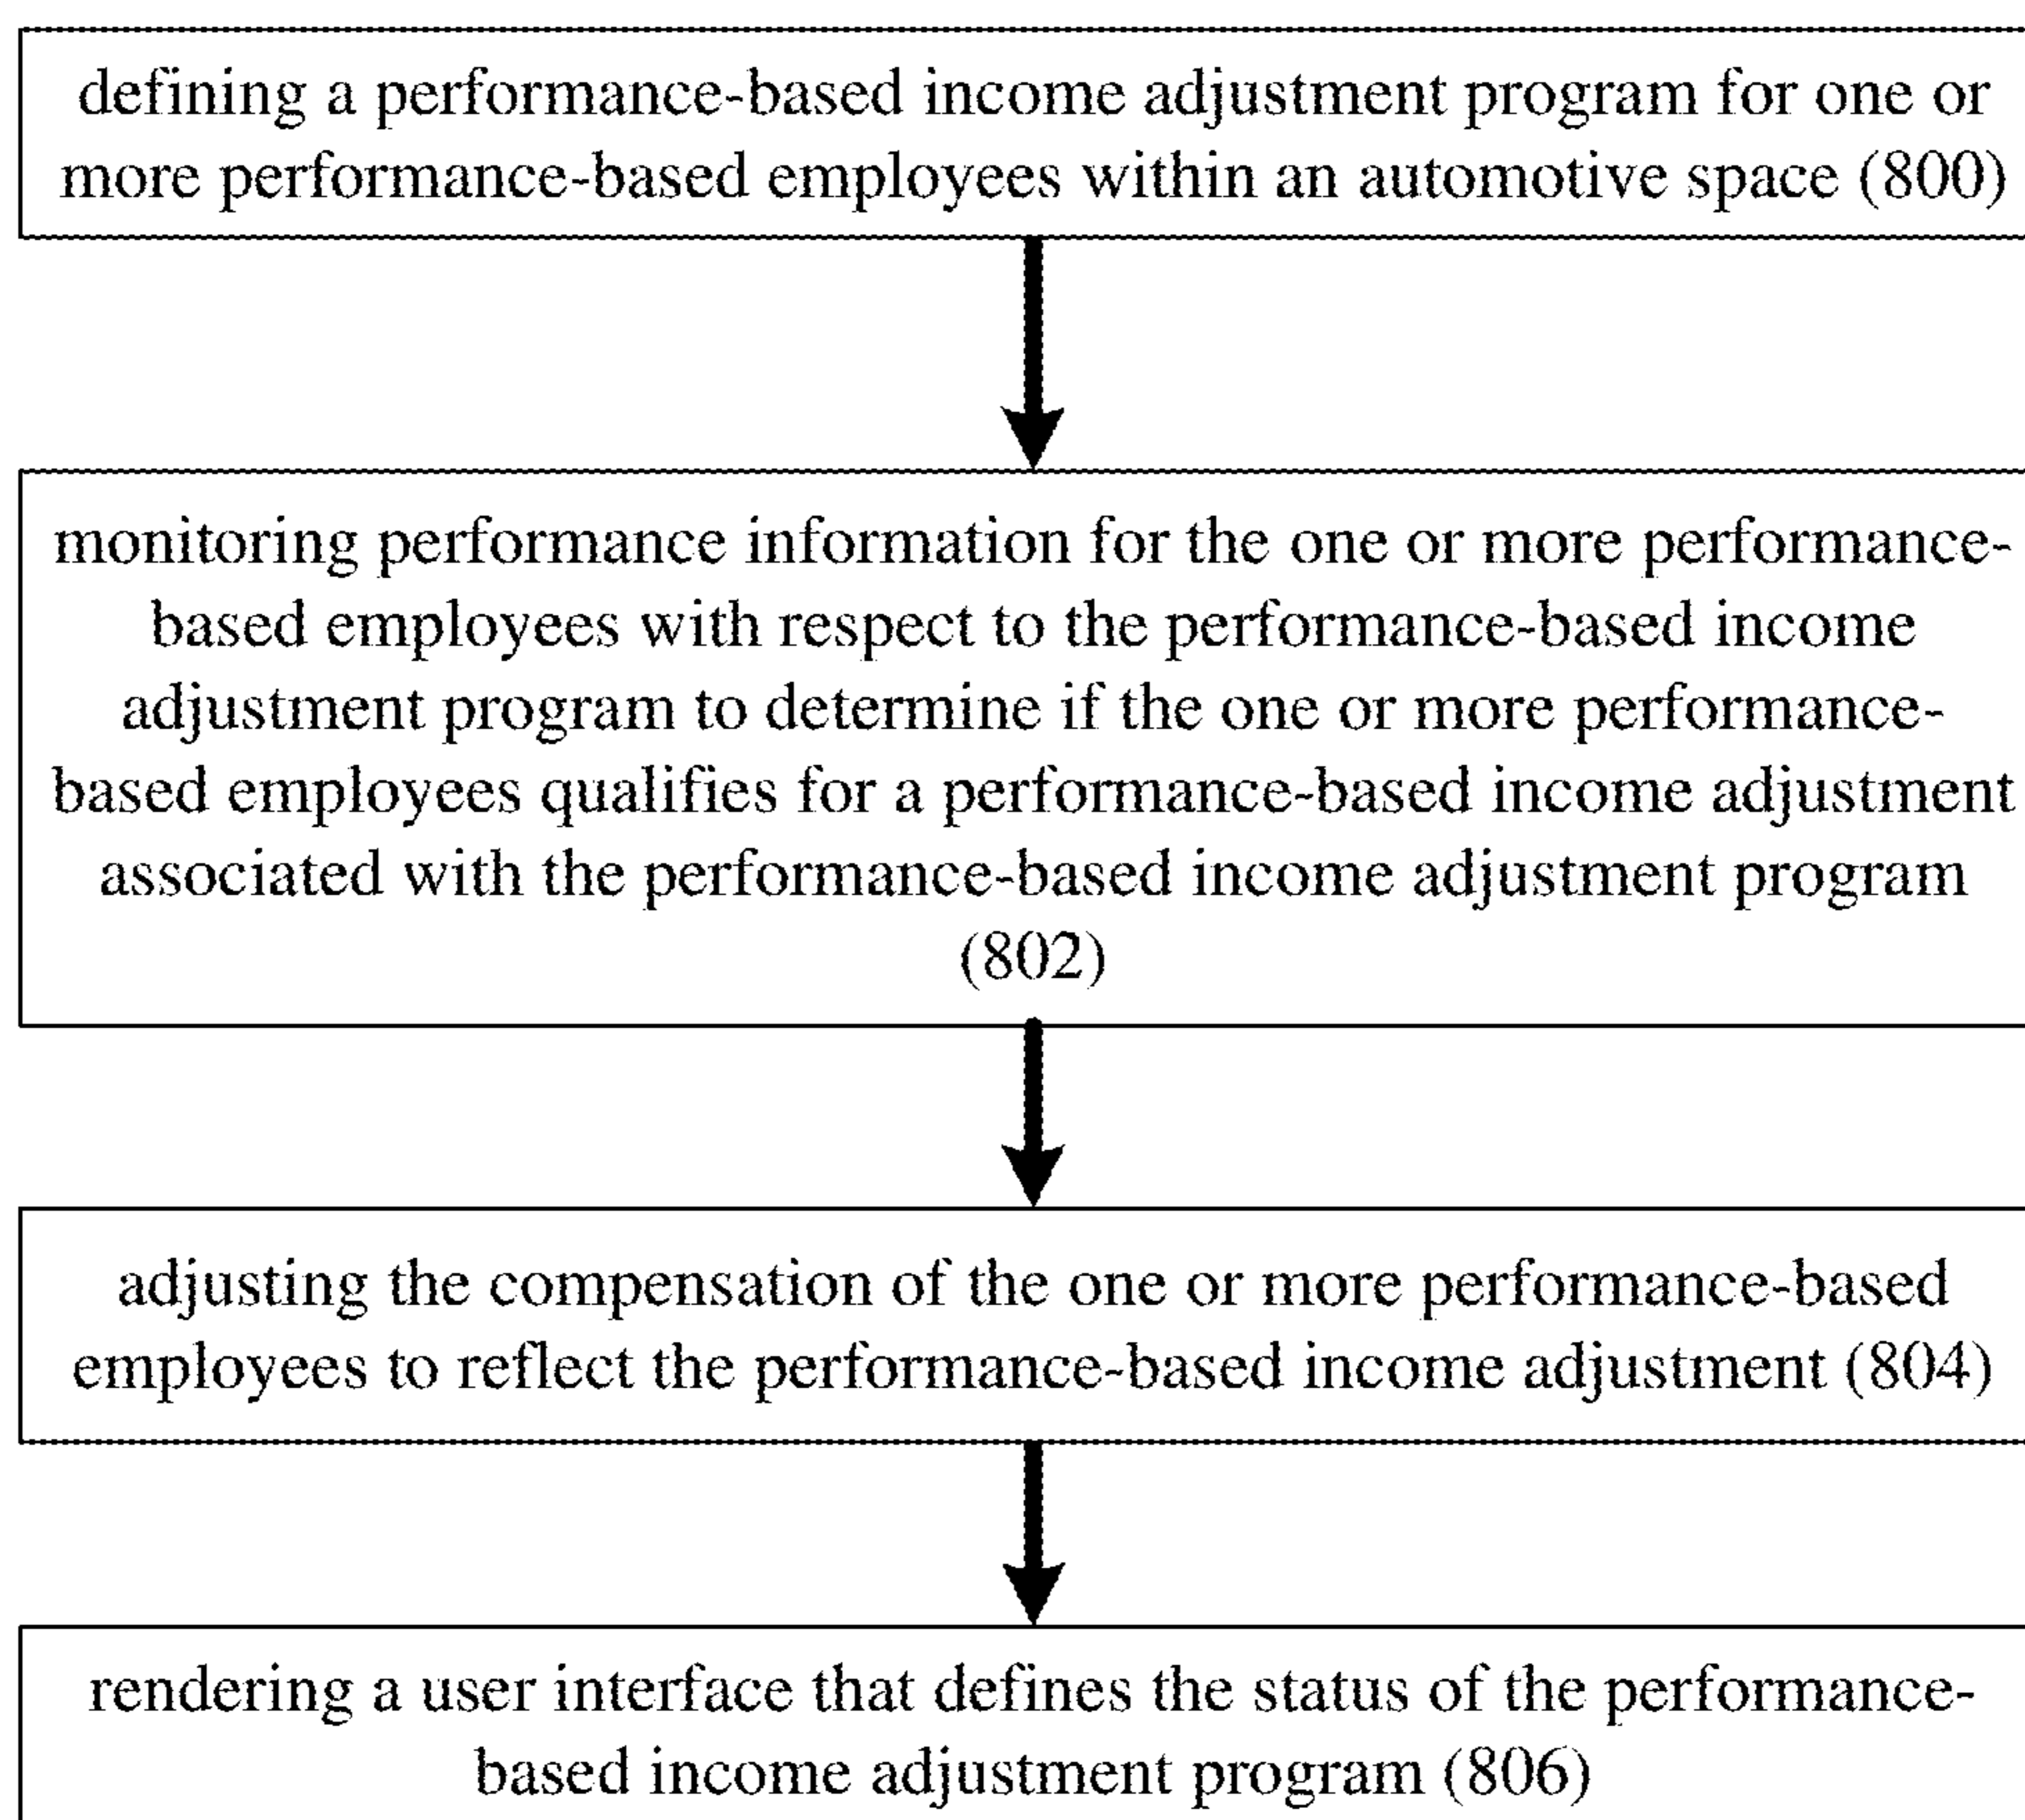 defining a performance-based income adjustment program for one or
more performance-based employees within an automotive space (800)
monitoring performance information for the one or more performance-
based employees with respect to the performance-based income
adjustment program to determine if the one or more performance-
based employees qualifies for a performance-based income adjustment
associated with the performance-based income adjustment program
(802)
adjusting the compensation of the one or more performance-based
employees to reflect the performance-based income adjustment (804)
rendering a user interface that defines the status of the performance-
based income adjustment program (806)